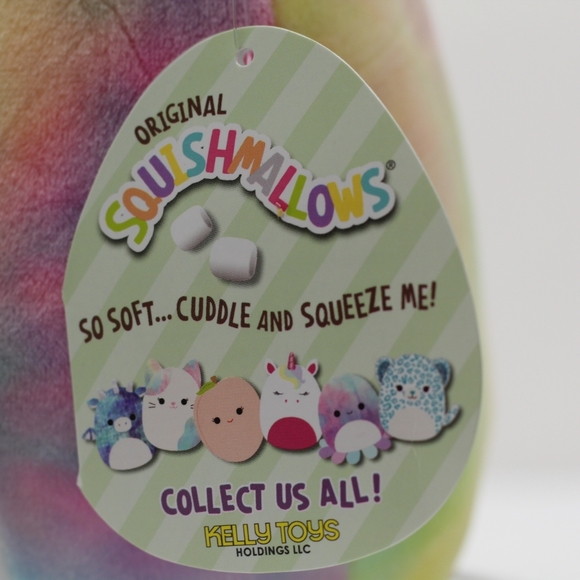 ORIGINAL
SQUISHMALLOWS®
SO SOFT... CUDDLE AND SQUEEZE ME!
COLLECT US ALL!
KELLY TOYS
HOLDINGS LLC